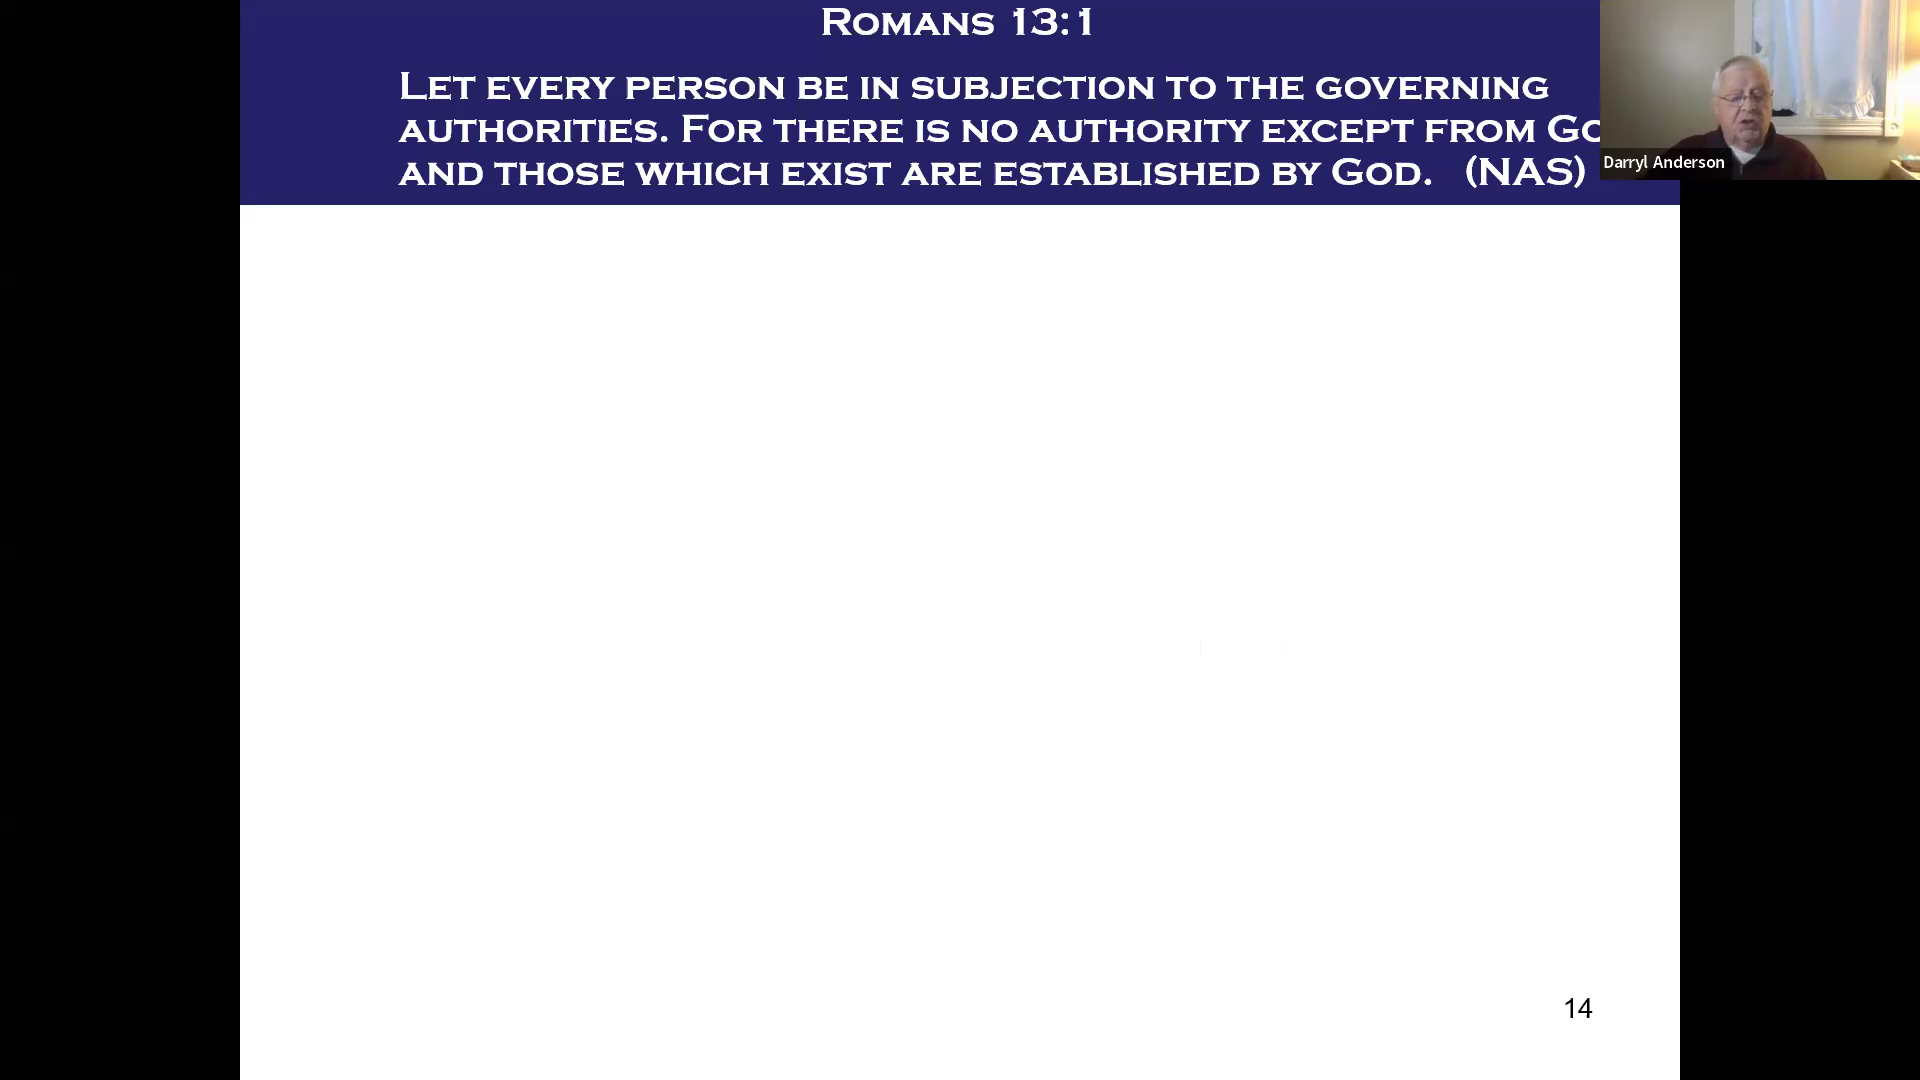 Romans 13:1
Let every person be in subjection to the governing
authorities. For there is no authority except from
and those which exist are established by God. (NAS)
Darryl Anderson
14